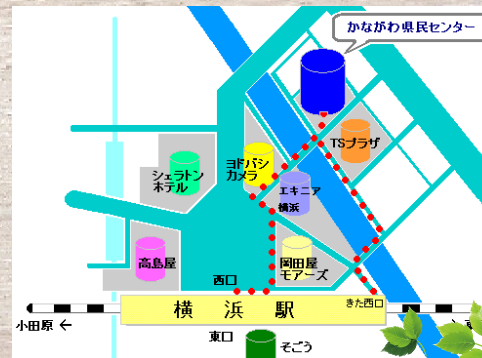 かながわ県民センター
TSプラザ
ヨドバシ
カメラ
シェラトン
ホテル
エキニア
横浜
高島屋
岡田屋
モアーズ
西口
きた西口
横浜駅
小田原 ←
東口
そごう